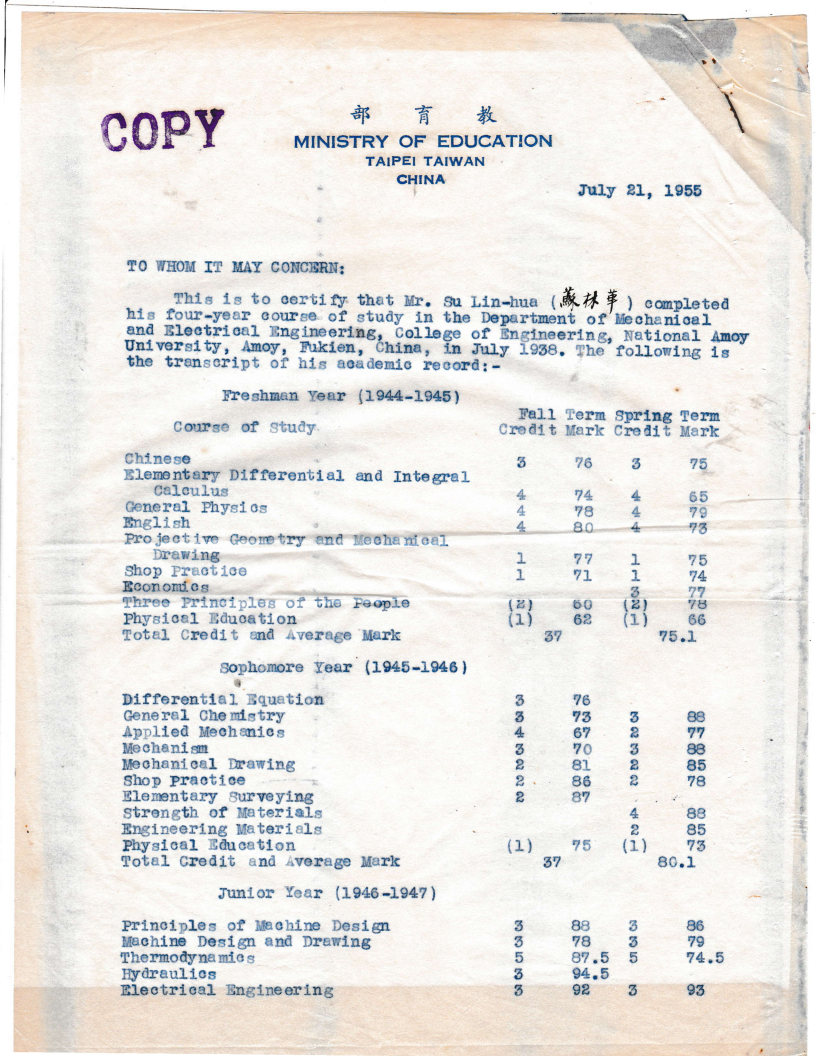 COPY
部 育 教
MINISTRY OF EDUCATION
TAIPEI TAIWAN
CHINA
July 21, 1955
TO WHOM IT MAY CONCERN:
This is to certify that Mr. Su Lin-hua (蘇林華) completed
his four-year course of study in the Department of Mechanical
and Electrical Engineering, College of Engineering, National Amoy
University, Amoy, Fukien, China, in July 1938. The following is
the transcript of his academic record:-
Freshman Year (1944-1945)
Fall Term Spring Term
Course of Study Credit Mark Credit Mark
Chinese 3 76 3 75
Elementary Differential and Integral
Calculus 4 74 4 65
General Physics 4 78 4 79
English 4 80 4 73
Projective Geometry and Mechanical
Drawing 1 77 1 75
Shop Practice 1 71 1 74
Economics 3 77
Three Principles of the People (2) 60 (2) 78
Physical Education (1) 62 (1) 66
Total Credit and Average Mark 37 75.1
Sophomore Year (1945-1946)
Differential Equation 3 76
General Chemistry 3 73 3 88
Applied Mechanics 4 67 2 77
Mechanism 3 70 3 88
Mechanical Drawing 2 81 2 85
Shop Practice 2 86 2 78
Elementary Surveying 2 87
Strength of Materials 4 88
Engineering Materials 2 85
Physical Education (1) 75 (1) 73
Total Credit and Average Mark 37 80.1
Junior Year (1946-1947)
Principles of Machine Design 3 88 3 86
Machine Design and Drawing 3 78 3 79
Thermodynamics 5 87.5 5 74.5
Hydraulics 3 94.5
Electrical Engineering 3 92 3 93